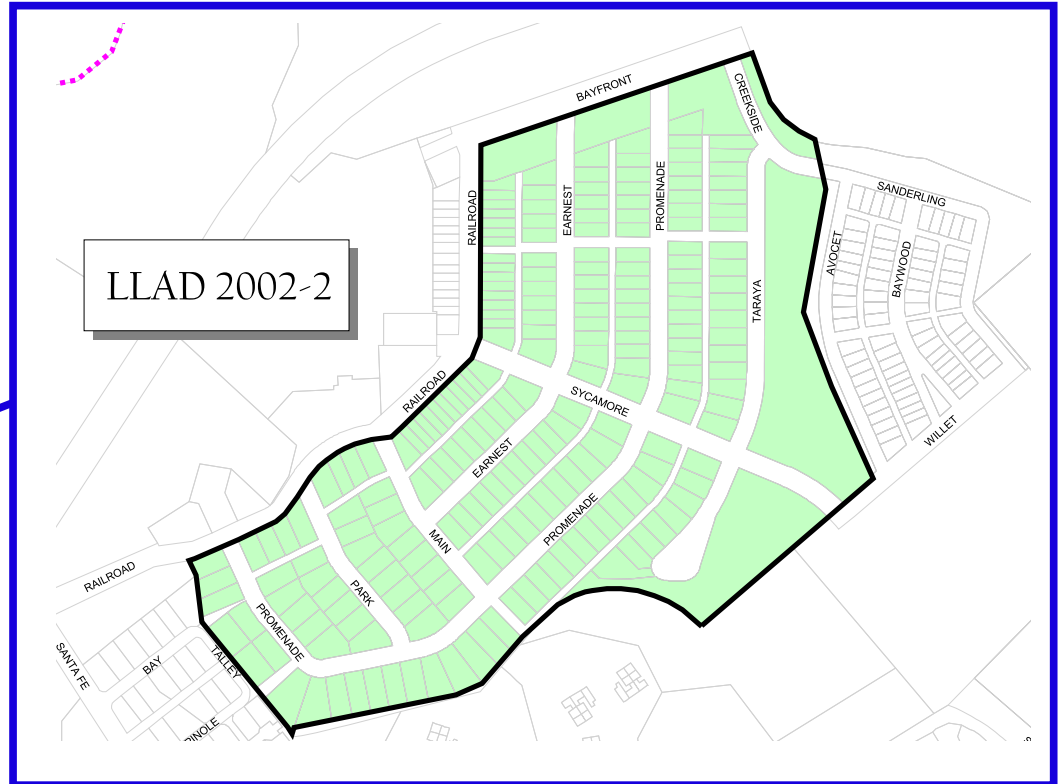 BAYFRONT
CREEKSIDE
SANDERLING
RAILROAD
EARNEST
PROMENADE
AVOCET
BAYWOOD
LLAD 2002-2
TARAYA
RAILROAD
SYCAMORE
WILLET
EARNEST
PROMENADE
MAIN
RAILROAD
PARK
PROMENADE
SANTA FE
BAY
TALLEY
PINOLE